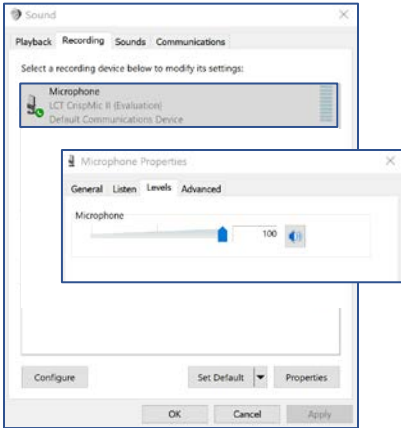 Sound
Playback Recording Sounds Communications
Select a recording device below to modify its settings:
Microphone
LCT CrispMic II (Evaluation)
Default Communications Device
Microphone Properties
General Listen Levels Advanced
Microphone
100
Configure Set Default Properties
OK Cancel Apply